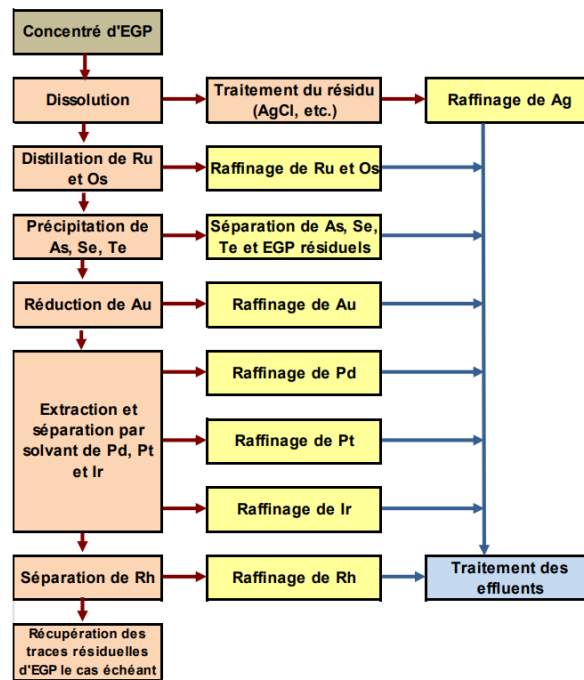 Concentré d'EGP
Dissolution
Traitement du résidu
(AgCl, etc.)
Raffinage de Ag
Distillation de Ru
et Os
Raffinage de Ru et Os
Précipitation de
As, Se, Te
Séparation de As, Se,
Te et EGP résiduels
Réduction de Au
Raffinage de Au
Extraction et
séparation par
solvant de Pd, Pt
et Ir
Raffinage de Pd
Raffinage de Pt
Raffinage de Ir
Séparation de Rh
Raffinage de Rh
Traitement des
effluents
Récupération des
traces résiduelles
d'EGP le cas échéant